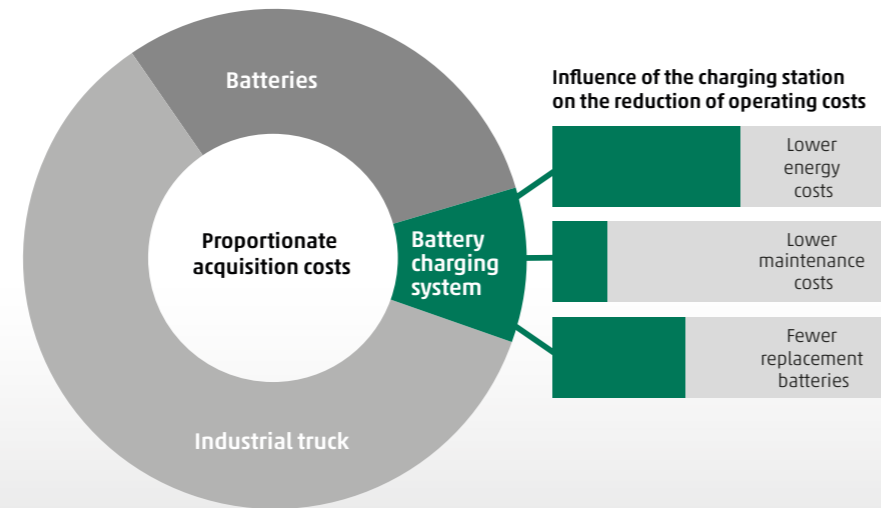 Batteries
Proportionate
acquisition costs
Battery
charging
system
Industrial truck
Influence of the charging station
on the reduction of operating costs
Lower
energy
costs
Lower
maintenance
costs
Fewer
replacement
batteries